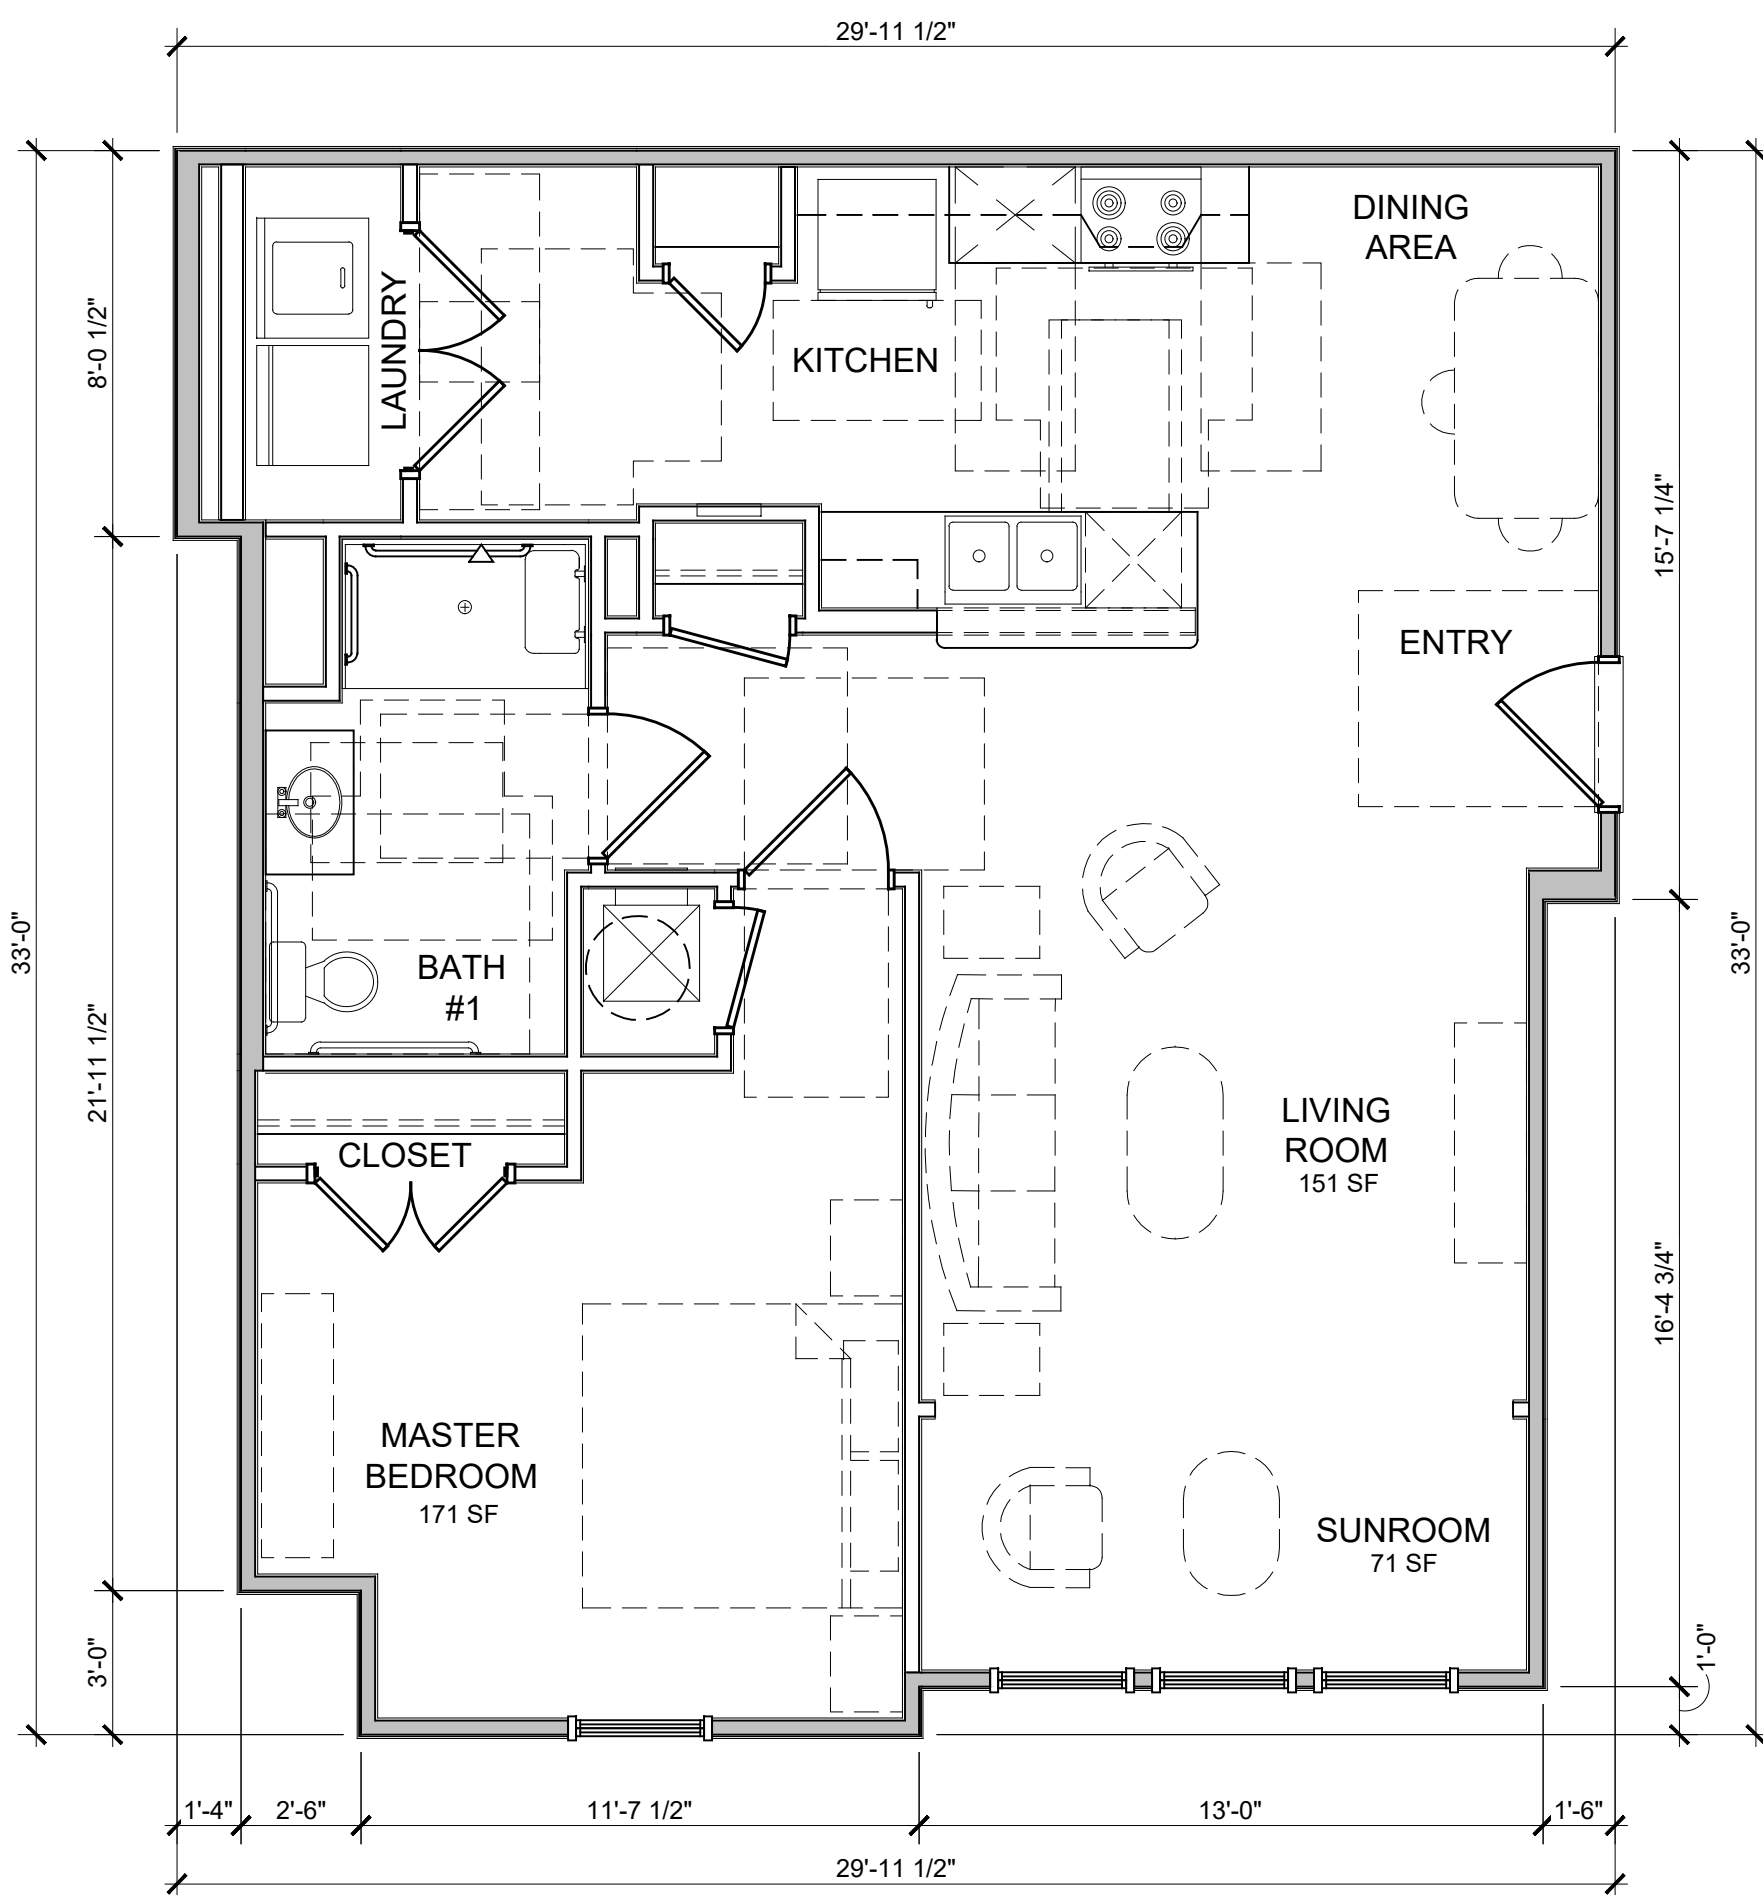 29'-11 1/2"
DINING
AREA
LAUNDRY
8'-0 1/2"
KITCHEN
15'-7 1/4"
ENTRY
33'-0"
33'-0"
BATH
#1
21'-11 1/2"
LIVING
ROOM
151 SF
CLOSET
16'-4 3/4"
MASTER
BEDROOM
171 SF
SUNROOM
71 SF
3'-0"
1'-0"
1'-4"
2'-6"
11'-7 1/2"
13'-0"
1'-6"
29'-11 1/2"